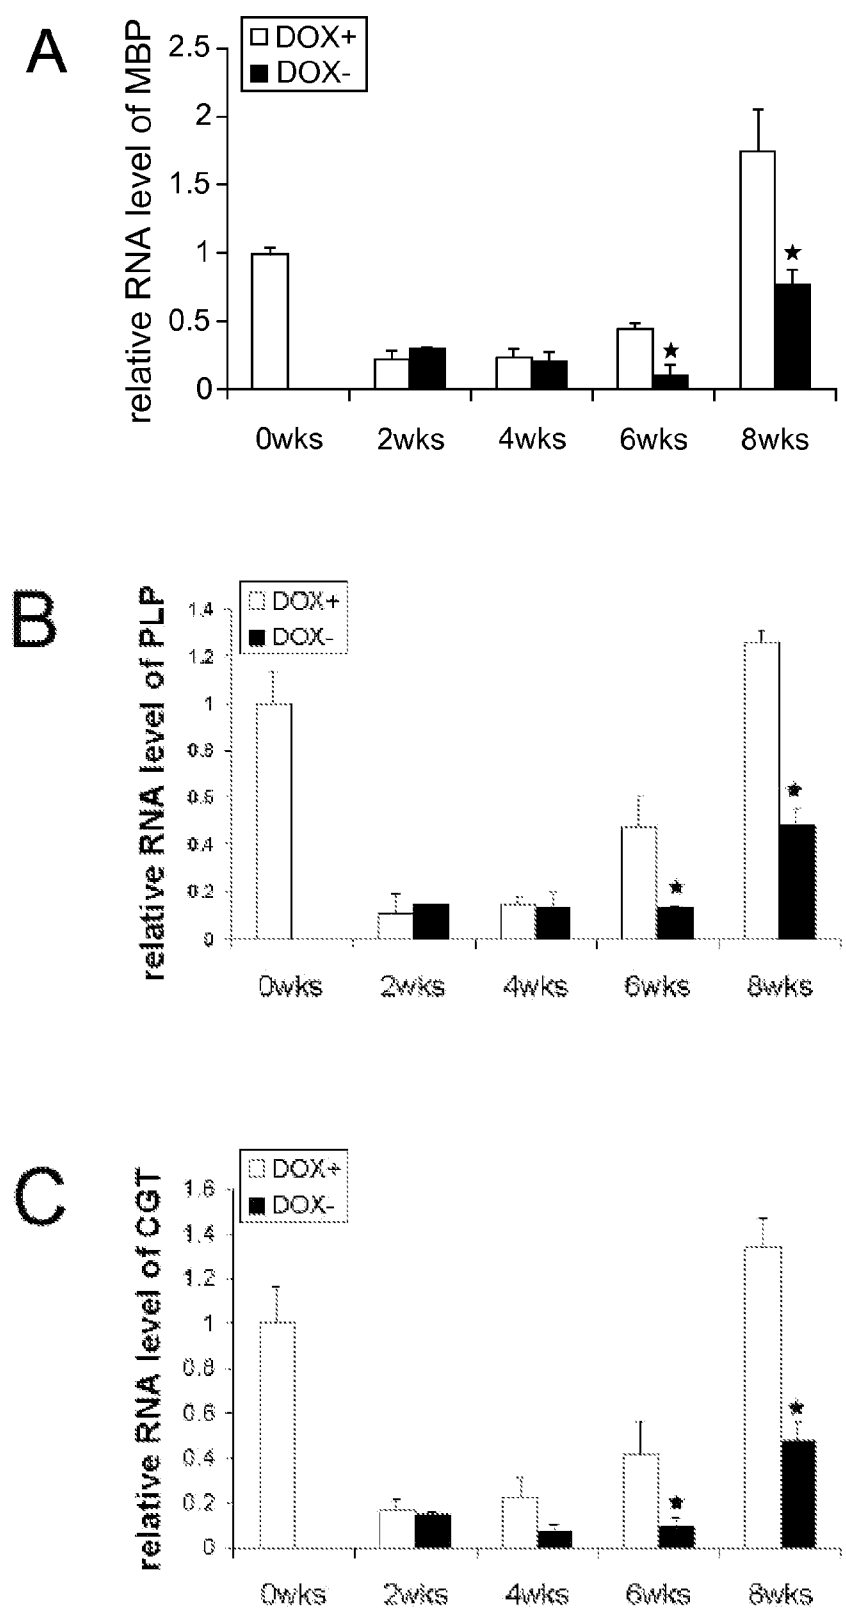 A
relative RNA level of MBP
DOX+
DOX-
2.5
2
1.5
1
0.5
0
0wks 2wks 4wks 6wks 8wks
B
relative RNA level of PLP
DOX+
DOX-
1.4
1.2
1
0.8
0.6
0.4
0.2
0
0wks 2wks 4wks 6wks 8wks
C
relative RNA level of CGT
DOX+
DOX-
1.6
1.4
1.2
1
0.8
0.6
0.4
0.2
0
0wks 2wks 4wks 6wks 8wks